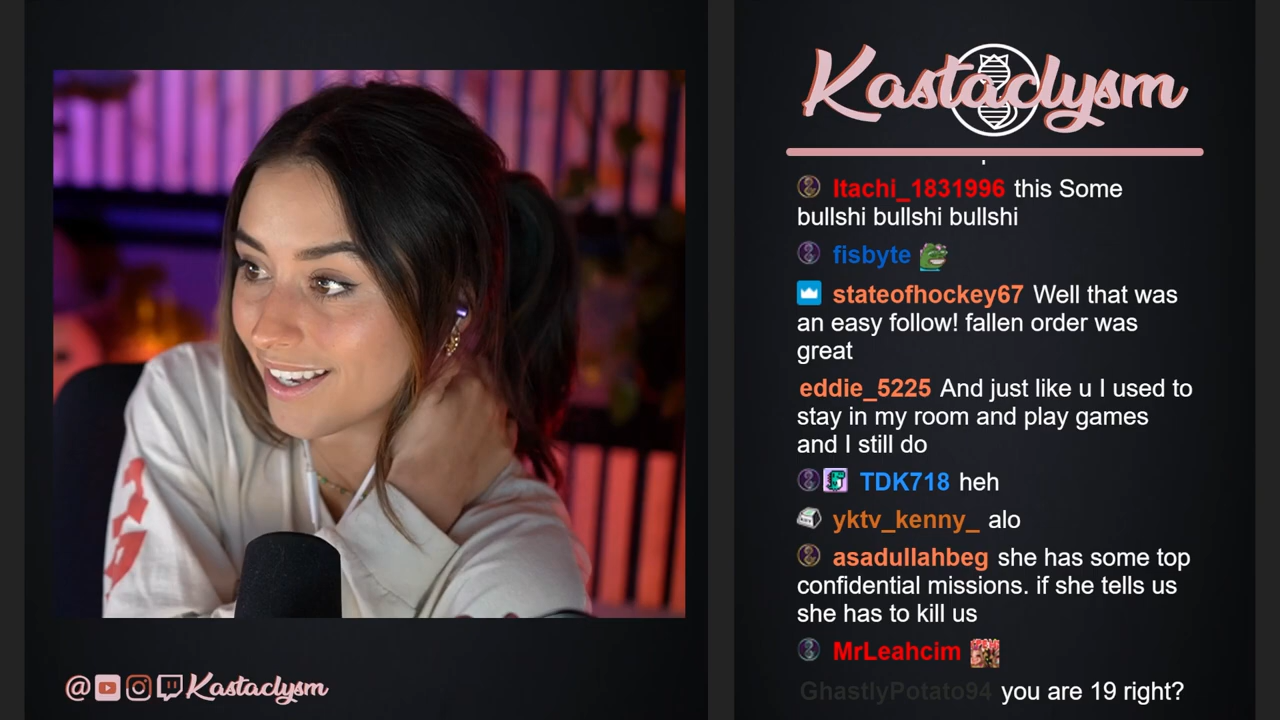 Kastaclysm
Itachi_1831996 this Some
bullshi bullshi bullshi
fisbyte
stateofhockey67 Well that was
an easy follow! fallen order was
great
eddie_5225 And just like u I used to
stay in my room and play games
and I still do
TDK718 heh
yktv_kenny_ alo
asadullahbeg she has some top
confidential missions. if she tells us
she has to kill us
MrLeahcim
GhastlyPotato94 you are 19 right?
@Kastaclysm